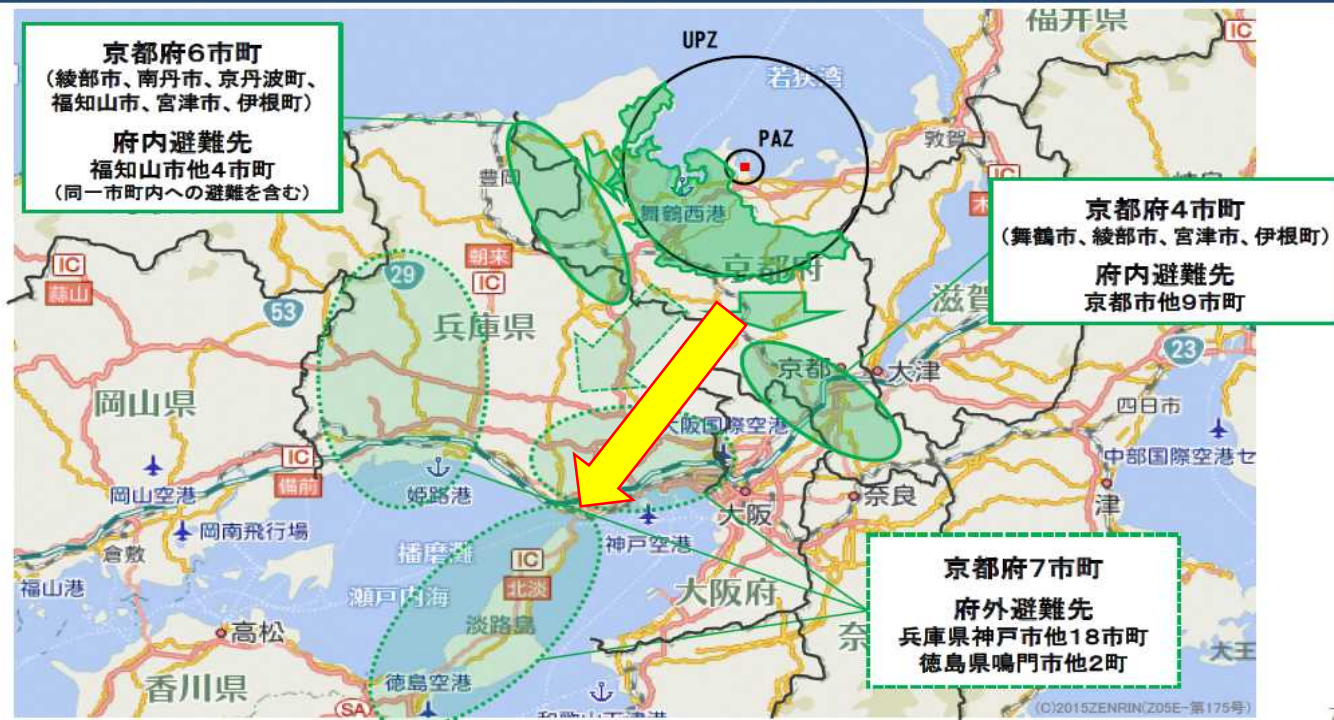 京都府6市町
(綾部市、南丹市、京丹波町、
福知山市、宮津市、伊根町)
府内避難先
福知山市他4市町
(同一市町内への避難を含む)
UPZ
PAZ
若狭湾
福井県
IC
敦賀
豊岡
舞鶴西港
IC
京都府4市町
(舞鶴市、綾部市、宮津市、伊根町)
府内避難先
京都市他9市町
IC
蒜山
29
53
朝来
IC
京都府
滋賀
兵庫県
岡山県
京都
大津
23
四日市
中部国際空港セ
大阪国際空港
IC
備前
姫路港
岡山空港
岡南飛行場
倉敷
福山港
播磨灘
瀬戸内海
IC
北淡
淡路島
神戸空港
大阪
奈良
津
大阪府
奈
高松
香川県
徳島空港
SA
京都府7市町
府外避難先
兵庫県神戸市他18市町
徳島県鳴門市他2町
大王
(C)2015ZENRIN(Z05E-第175号)